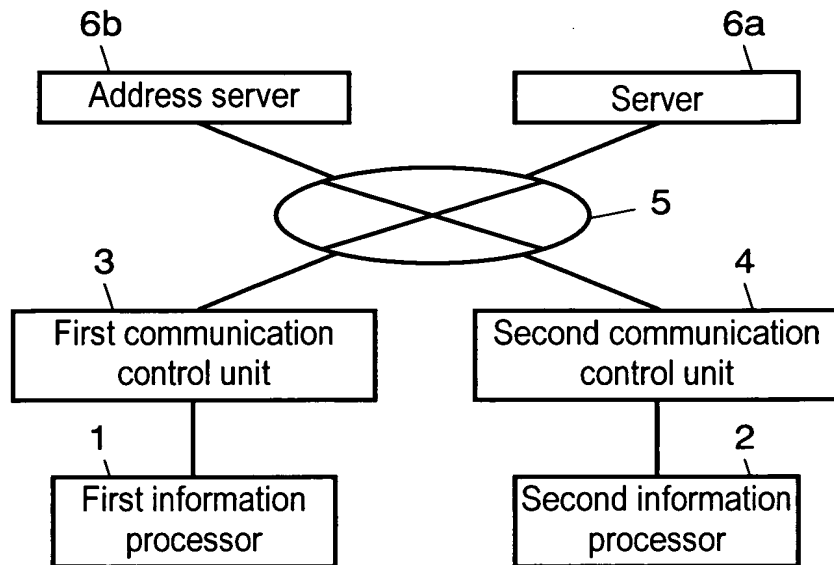 6b
6a
Address server
Server
5
3
4
First communication
control unit
Second communication
control unit
1
2
First information
processor
Second information
processor